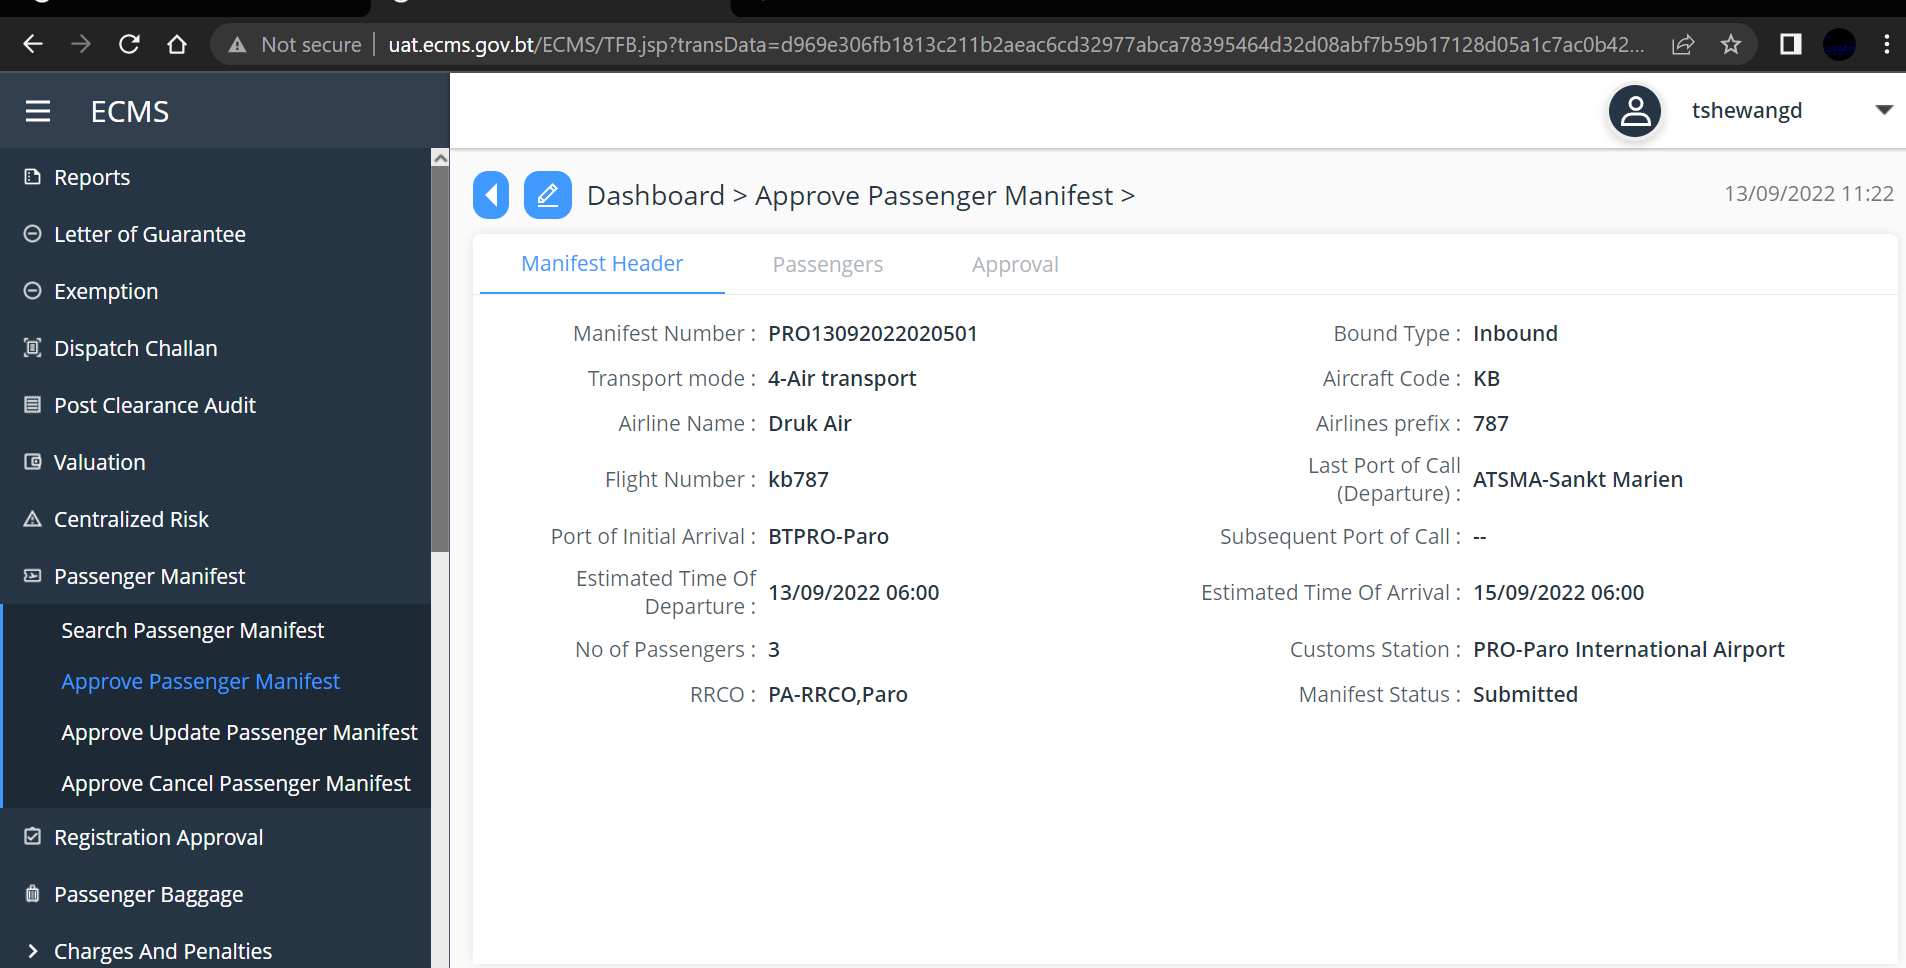 Not secure | uat.ecms.gov.bt/ECMS/TFB.jsp?transData=d969e306fb1813c211b2aeac6cd32977abca78395464d32d08abf7b59b17128d05a1c7ac0b42...
ECMS
tshewangd
Reports
Letter of Guarantee
Exemption
Dispatch Challan
Post Clearance Audit
Valuation
Centralized Risk
Passenger Manifest
Search Passenger Manifest
Approve Passenger Manifest
Approve Update Passenger Manifest
Approve Cancel Passenger Manifest
Registration Approval
Passenger Baggage
Charges And Penalties
Dashboard > Approve Passenger Manifest >
13/09/2022 11:22
Manifest Header Passengers Approval
Manifest Number : PRO13092022020501 Bound Type : Inbound
Transport mode : 4-Air transport Aircraft Code : KB
Airline Name : Druk Air Airlines prefix : 787
Flight Number : kb787 Last Port of Call
(Departure) : ATSMA-Sankt Marien
Port of Initial Arrival : BTPRO-Paro Subsequent Port of Call : --
Estimated Time Of
Departure : 13/09/2022 06:00 Estimated Time Of Arrival : 15/09/2022 06:00
No of Passengers : 3 Customs Station : PRO-Paro International Airport
RRCO : PA-RRCO,Paro Manifest Status : Submitted